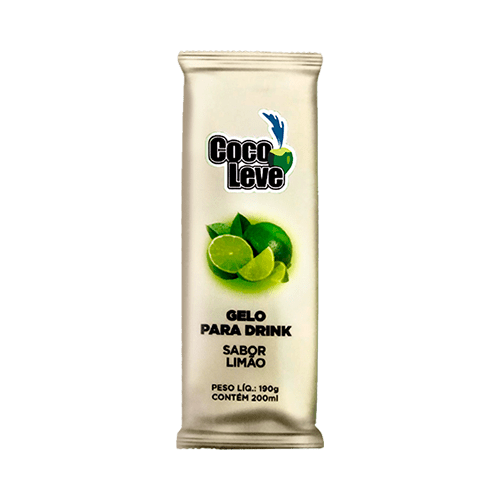 Coco
Leve
GELO
PARA DRINK
SABOR
LIMÃO
PESO LÍQ.: 190g
CONTÉM 200ml